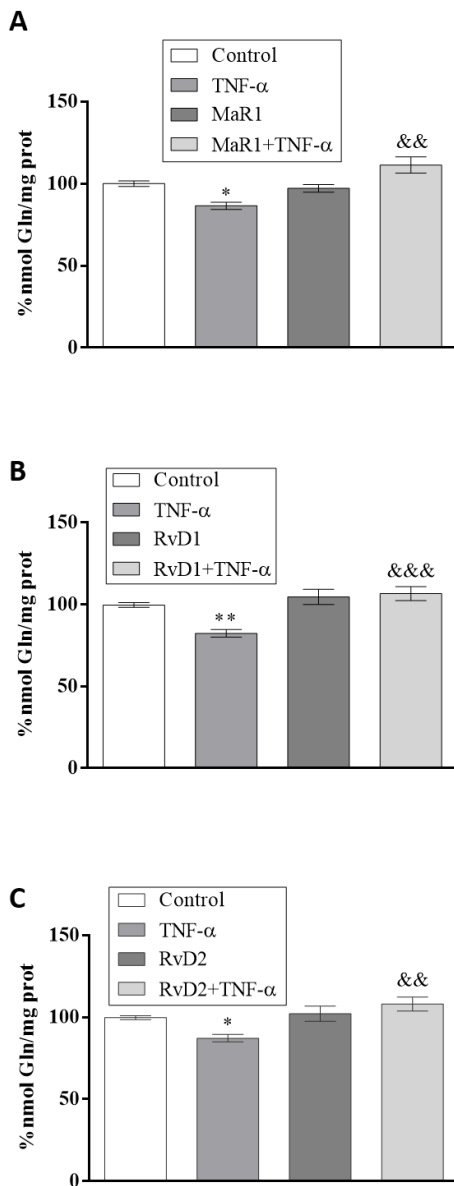 A
Control
TNF-α
MaR1
MaR1+TNF-α
150
100
50
0
% nmol Gln/mg prot
*
&&
B
Control
TNF-α
RvD1
RvD1+TNF-α
150
100
50
0
% nmol Gln/mg prot
**
&&&
C
Control
TNF-α
RvD2
RvD2+TNF-α
150
100
50
0
% nmol Gln/mg prot
*
&&